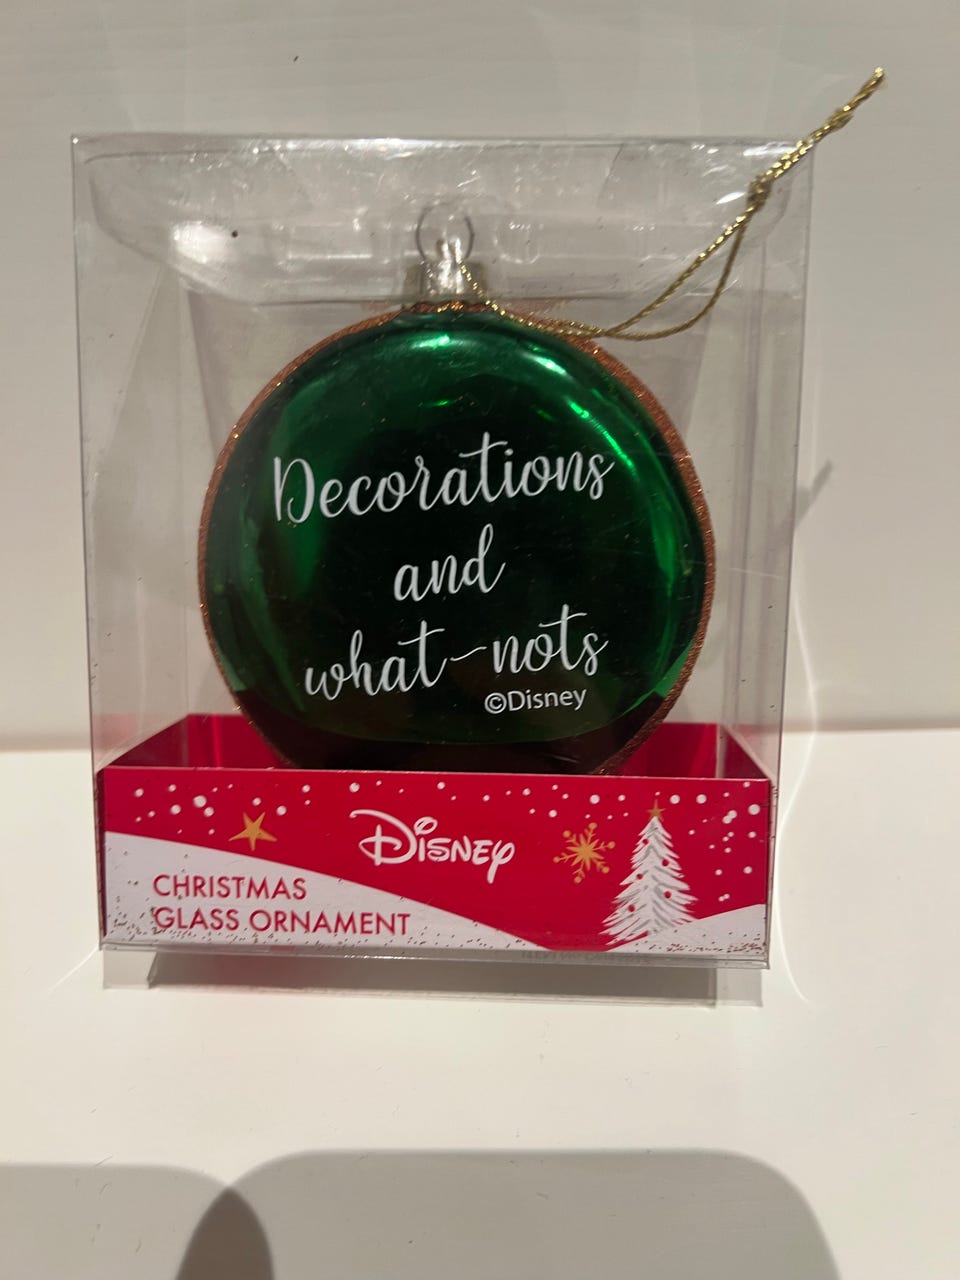 Decorations
and
what-nots
©Disney
Disney
CHRISTMAS
GLASS ORNAMENT